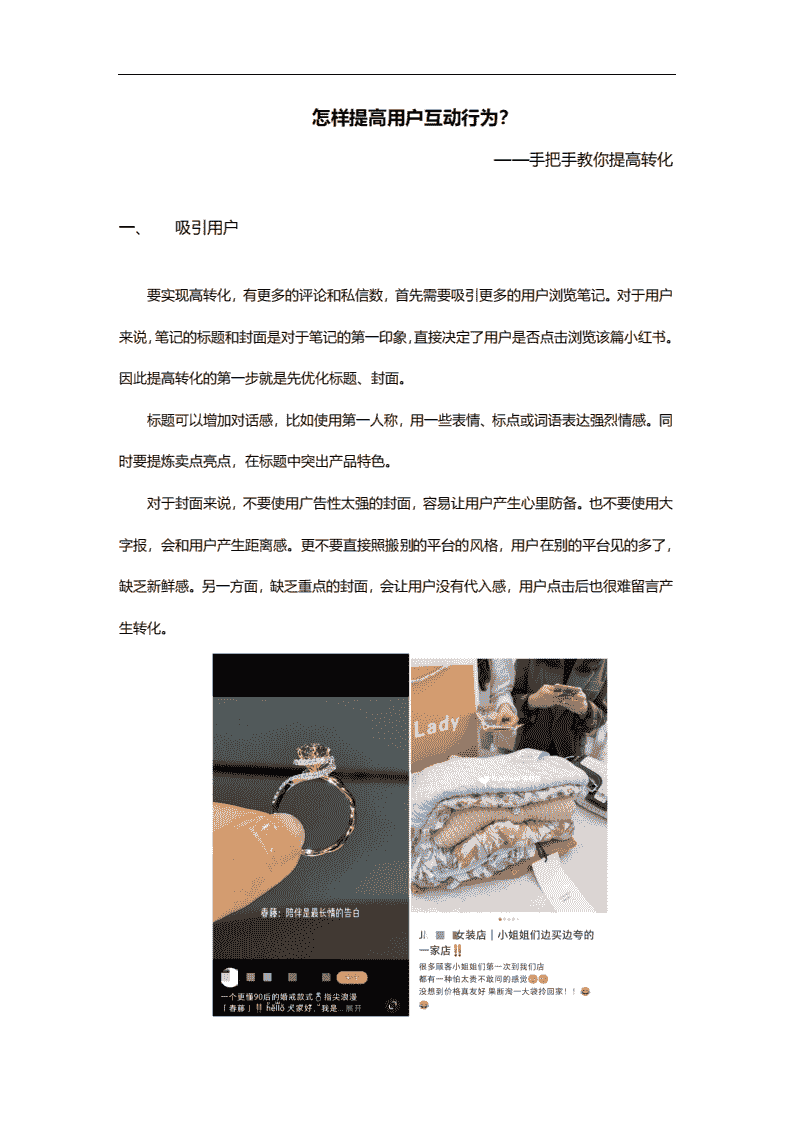 怎样提高用户互动行为？
——手把手教你提高转化
一、 吸引用户
要实现高转化，有更多的评论和私信数，首先需要吸引更多的用户浏览笔记。对于用户
来说，笔记的标题和封面是对于笔记的第一印象，直接决定了用户是否点击浏览该篇小红书。
因此提高转化的第一步就是先优化标题、封面。
标题可以增加对话感，比如使用第一人称，用一些表情、标点或词语表达强烈情感。同
时要提炼卖点亮点，在标题中突出产品特色。
对于封面来说，不要使用广告性太强的封面，容易让用户产生心里防备。也不要使用大
字报，会和用户产生距离感。更不要直接照搬别的平台的风格，用户在别的平台见的多了，
缺乏新鲜感。另一方面，缺乏重点的封面，会让用户没有代入感，用户点击后也很难留言产
生转化。
春藤：陪伴是最长情的告白
一个更懂90后的婚戒款式💍指尖浪漫
「春藤」‼️ hello 大家好，我是... 展开
Lady
女装店｜小姐姐们边买边夸的
一家店‼️
很多顾客小姐姐们第一次到我们店
都有一种怕太贵不敢问的感觉
没想到价格真友好 果断淘一大袋拎回家！！😂
😂